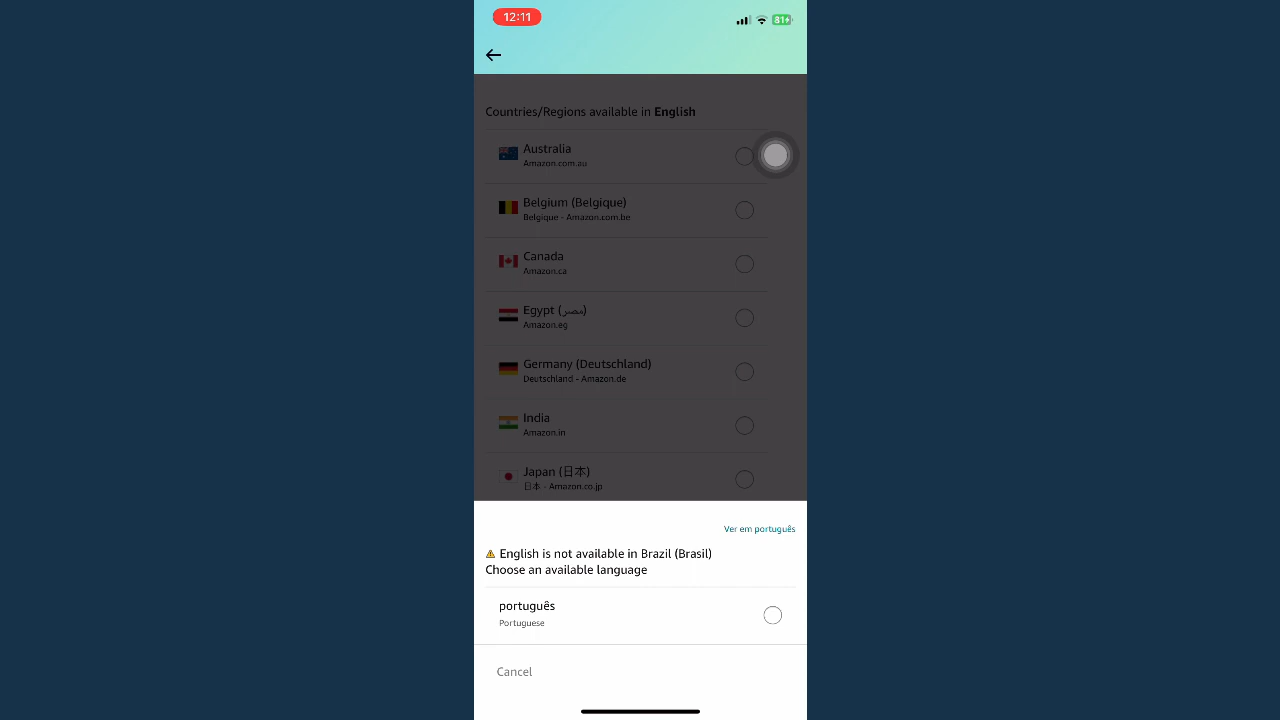 12:11
81
Countries/Regions available in English
Australia
Amazon.com.au
Belgium (Belgique)
Belgique - Amazon.com.be
Canada
Amazon.ca
Egypt (مصر)
Amazon.eg
Germany (Deutschland)
Deutschland - Amazon.de
India
Amazon.in
Japan (日本)
日本 - Amazon.co.jp
Ver em português
⚠ English is not available in Brazil (Brasil)
Choose an available language
português
Portuguese
Cancel